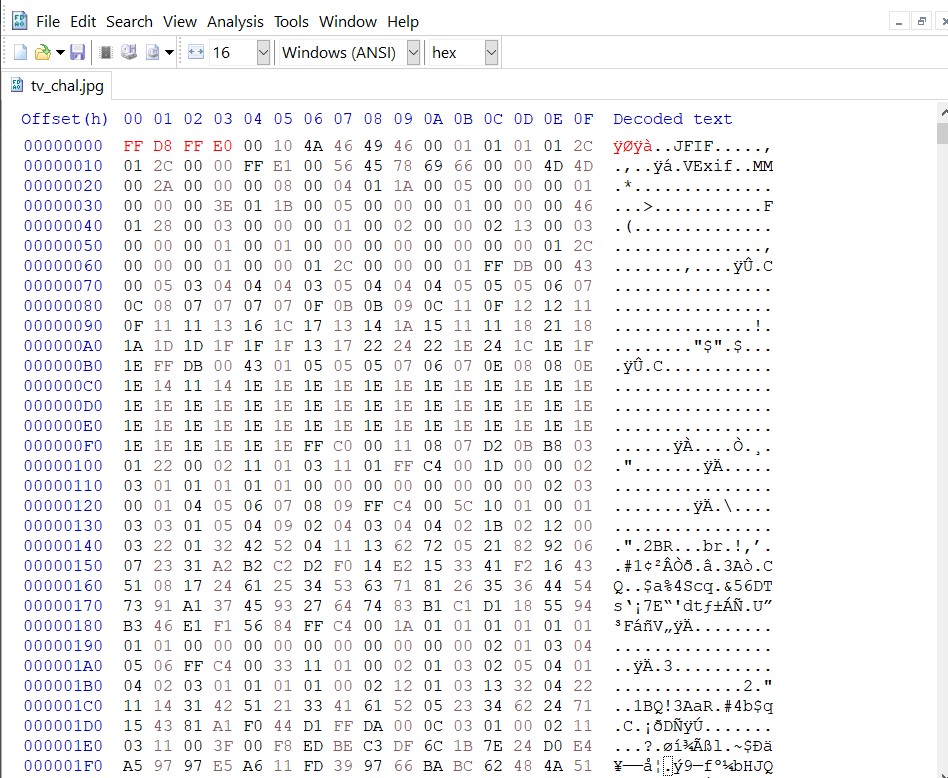 File Edit Search View Analysis Tools Window Help
16 Windows (ANSI) hex
tv_chal.jpg
Offset(h) 00 01 02 03 04 05 06 07 08 09 0A 0B 0C 0D 0E 0F Decoded text
00000000 FF D8 FF E0 00 10 4A 46 49 46 00 01 01 01 01 2C ÿØÿà..JFIF.....,
00000010 01 2C 00 00 FF E1 00 56 45 78 69 66 00 00 4D 4D .,..ÿá.VExif..MM
00000020 00 2A 00 00 00 08 00 04 01 1A 00 05 00 00 00 01 .*..............
00000030 00 00 00 3E 01 1B 00 05 00 00 00 01 00 00 00 46 ...>...........F
00000040 01 28 00 03 00 00 00 01 00 02 00 00 02 13 00 03 .(..............
00000050 00 00 00 01 00 01 00 00 00 00 00 00 00 00 01 2C ...............,
00000060 00 00 00 01 00 00 01 2C 00 00 00 01 FF DB 00 43 .......,....ÿÛ.C
00000070 00 05 03 04 04 04 03 05 04 04 04 05 05 05 06 07 ................
00000080 0C 08 07 07 07 07 0F 0B 0B 09 0C 11 0F 12 12 11 ................
00000090 0F 11 11 13 16 1C 17 13 14 1A 15 11 11 18 21 18 ..............!.
000000A0 1A 1D 1D 1F 1F 1F 13 17 22 24 22 1E 24 1C 1E 1F ........"$".$...
000000B0 1E FF DB 00 43 01 05 05 05 07 06 07 0E 08 08 0E .ÿÛ.C...........
000000C0 1E 14 11 14 1E 1E 1E 1E 1E 1E 1E 1E 1E 1E 1E 1E ................
000000D0 1E 1E 1E 1E 1E 1E 1E 1E 1E 1E 1E 1E 1E 1E 1E 1E ................
000000E0 1E 1E 1E 1E 1E 1E 1E 1E 1E 1E 1E 1E 1E 1E 1E 1E ................
000000F0 1E 1E 1E 1E 1E 1E FF C0 00 11 08 07 D2 0B B8 03 ......ÿÀ....Ò.¸.
00000100 01 22 00 02 11 01 03 11 01 FF C4 00 1D 00 00 02 .".......ÿÄ.....
00000110 03 01 01 01 01 01 00 00 00 00 00 00 00 00 02 03 ................
00000120 00 01 04 05 06 07 08 09 FF C4 00 5C 10 01 00 01 ........ÿÄ.\....
00000130 03 03 01 05 04 09 02 04 03 04 04 02 1B 02 12 00 ................
00000140 03 22 01 32 42 52 04 11 13 62 72 05 21 82 92 06 .".2BR...br.!‚’.
00000150 07 23 31 A2 B2 C2 D2 F0 14 E2 15 33 41 F2 16 43 .#1¢²ÂÒð.â.3Aò.C
00000160 51 08 17 24 61 25 34 53 63 71 81 26 35 36 44 54 Q..$a%4Scq.&56DT
00000170 73 91 A1 37 45 93 27 64 74 83 B1 C1 D1 18 55 94 s‘¡7E“'dtƒ±ÁÑ.U”
00000180 B3 46 E1 F1 56 84 FF C4 00 1A 01 01 01 01 01 01 ³FáñV„ÿÄ........
00000190 01 01 00 00 00 00 00 00 00 00 00 00 02 01 03 04 ................
000001A0 05 06 FF C4 00 33 11 01 00 02 01 03 02 05 04 01 ..ÿÄ.3..........
000001B0 04 02 03 01 01 01 01 00 02 12 01 03 13 32 04 22 .............2."
000001C0 11 14 31 42 51 21 33 41 61 52 05 23 34 62 24 71 ..1BQ!3AaR.#4b$q
000001D0 15 43 81 A1 F0 44 D1 FF DA 00 0C 03 01 00 02 11 .C.¡ðDÑÿÚ.......
000001E0 03 11 00 3F 00 F8 ED BE C3 DF 6C 1B 7E 24 D0 E4 ...?.øí¾Ãßl.~$Ðä
000001F0 A5 97 97 E5 A6 11 FD 39 97 66 BA BC 62 48 4A 51 ¥——å¦.ý9—fº¼bHJQ